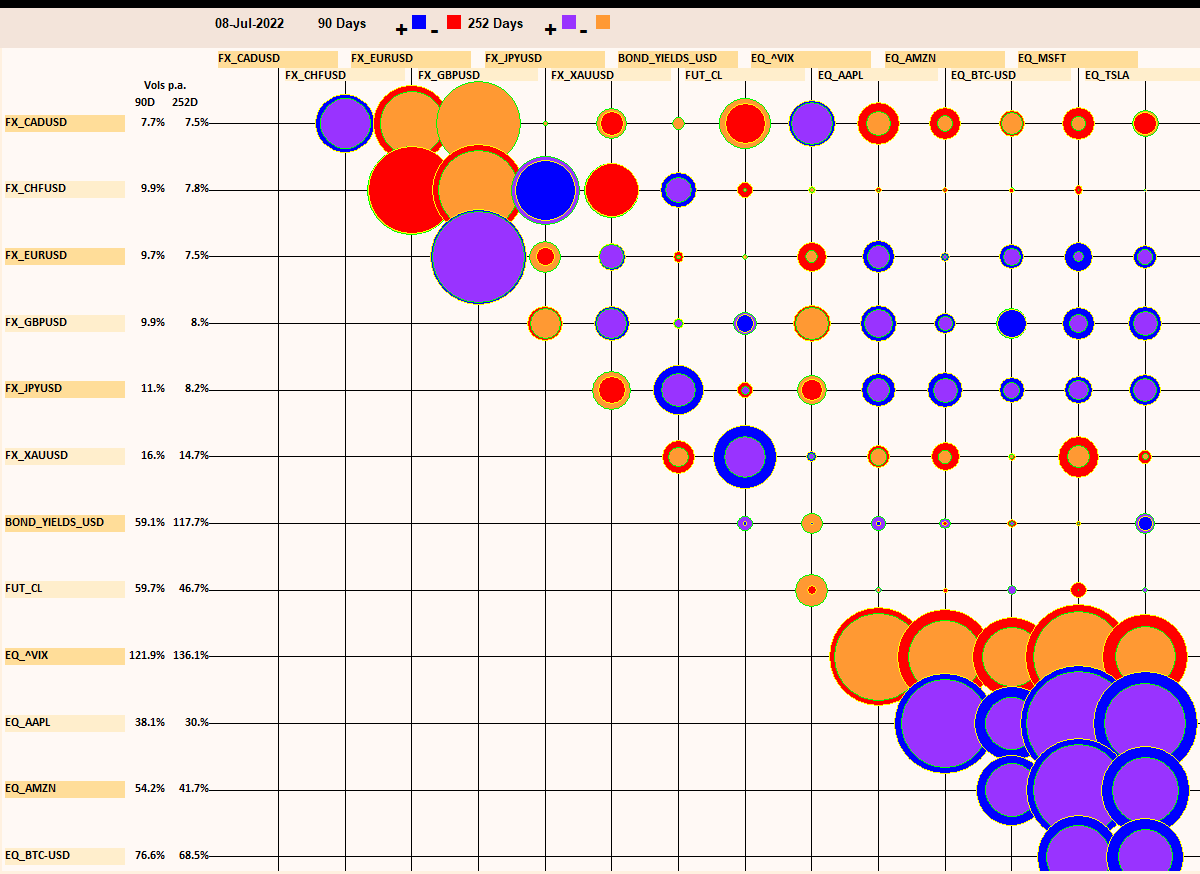 08-Jul-2022 90 Days + - 252 Days + -
FX_CADUSD FX_EURUSD FX_JPYUSD BOND_YIELDS_USD EQ_^VIX EQ_AMZN EQ_MSFT
FX_CHFUSD FX_GBPUSD FX_XAUUSD FUT_CL EQ_AAPL EQ_BTC-USD EQ_TSLA
Vols p.a.
90D 252D
FX_CADUSD 7.7% 7.5%
FX_CHFUSD 9.9% 7.8%
FX_EURUSD 9.7% 7.5%
FX_GBPUSD 9.9% 8.%
FX_JPYUSD 11.% 8.2%
FX_XAUUSD 16.% 14.7%
BOND_YIELDS_USD 59.1% 117.7%
FUT_CL 59.7% 46.7%
EQ_^VIX 121.9% 136.1%
EQ_AAPL 38.1% 30.%
EQ_AMZN 54.2% 41.7%
EQ_BTC-USD 76.6% 68.5%